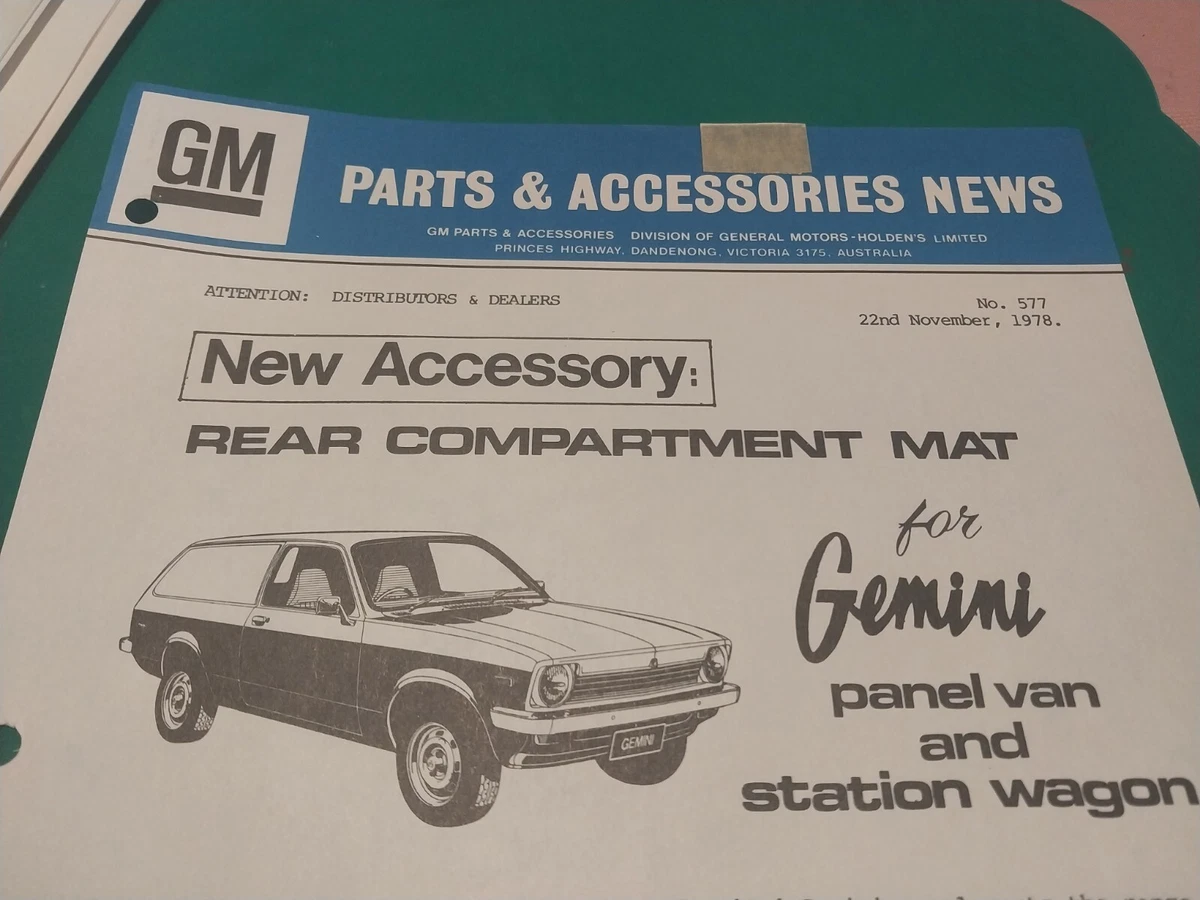 GM
PARTS & ACCESSORIES NEWS
GM PARTS & ACCESSORIES DIVISION OF GENERAL MOTORS-HOLDEN'S LIMITED
PRINCES HIGHWAY, DANDENONG, VICTORIA 3175, AUSTRALIA
ATTENTION: DISTRIBUTORS & DEALERS
No. 577
22nd November, 1978.
New Accessory:
REAR COMPARTMENT MAT
for
Gemini
panel van
and
station wagon
GEMINI